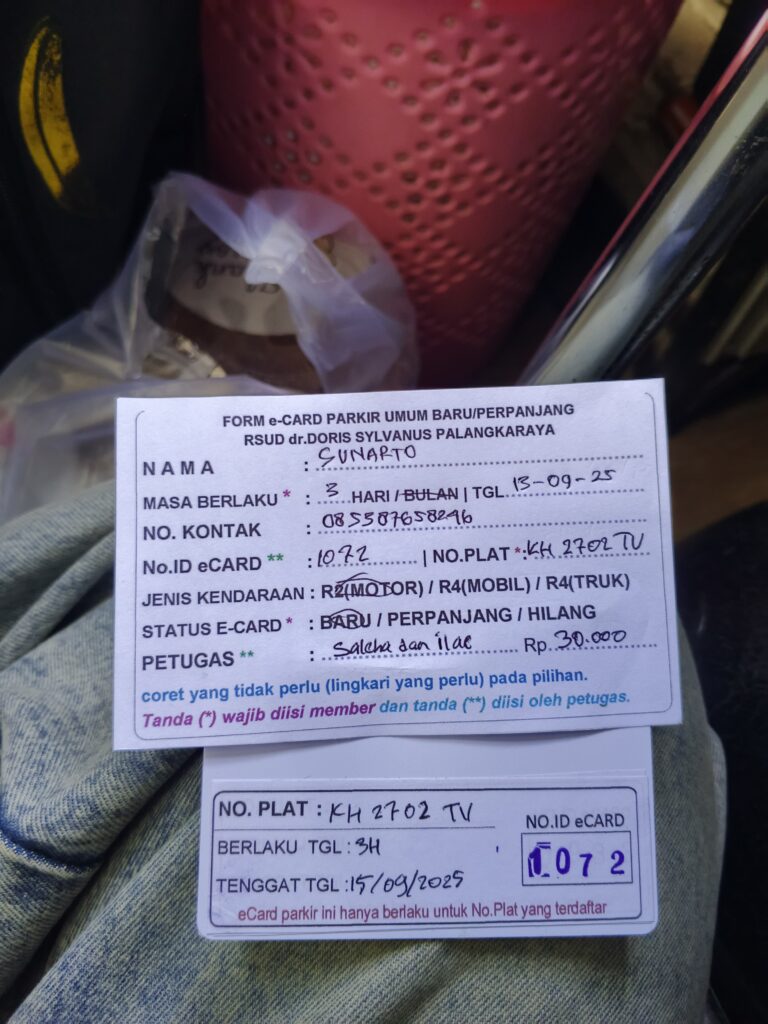 FORM e-CARD PARKIR UMUM BARU/PERPANJANG
RSUD dr.DORIS SYLVANUS PALANGKARAYA
NAMA : SUNARTO
MASA BERLAKU * : 3 HARI / BULAN | TGL 13-09-25
NO. KONTAK : 085587658246
No.ID eCARD ** : 1072 | NO.PLAT *: KH 2702 TV
JENIS KENDARAAN : R2(MOTOR) / R4(MOBIL) / R4(TRUK)
STATUS E-CARD * : BARU / PERPANJANG / HILANG
PETUGAS ** : Salcha dan ilae Rp. 30.000
coret yang tidak perlu (lingkari yang perlu) pada pilihan.
Tanda (*) wajib diisi member dan tanda (**) diisi oleh petugas.
NO. PLAT : KH 2702 TV
NO.ID eCARD
BERLAKU TGL : 3H
1072
TENGGAT TGL : 15/09/2025
eCard parkir ini hanya berlaku untuk No.Plat yang terdaftar